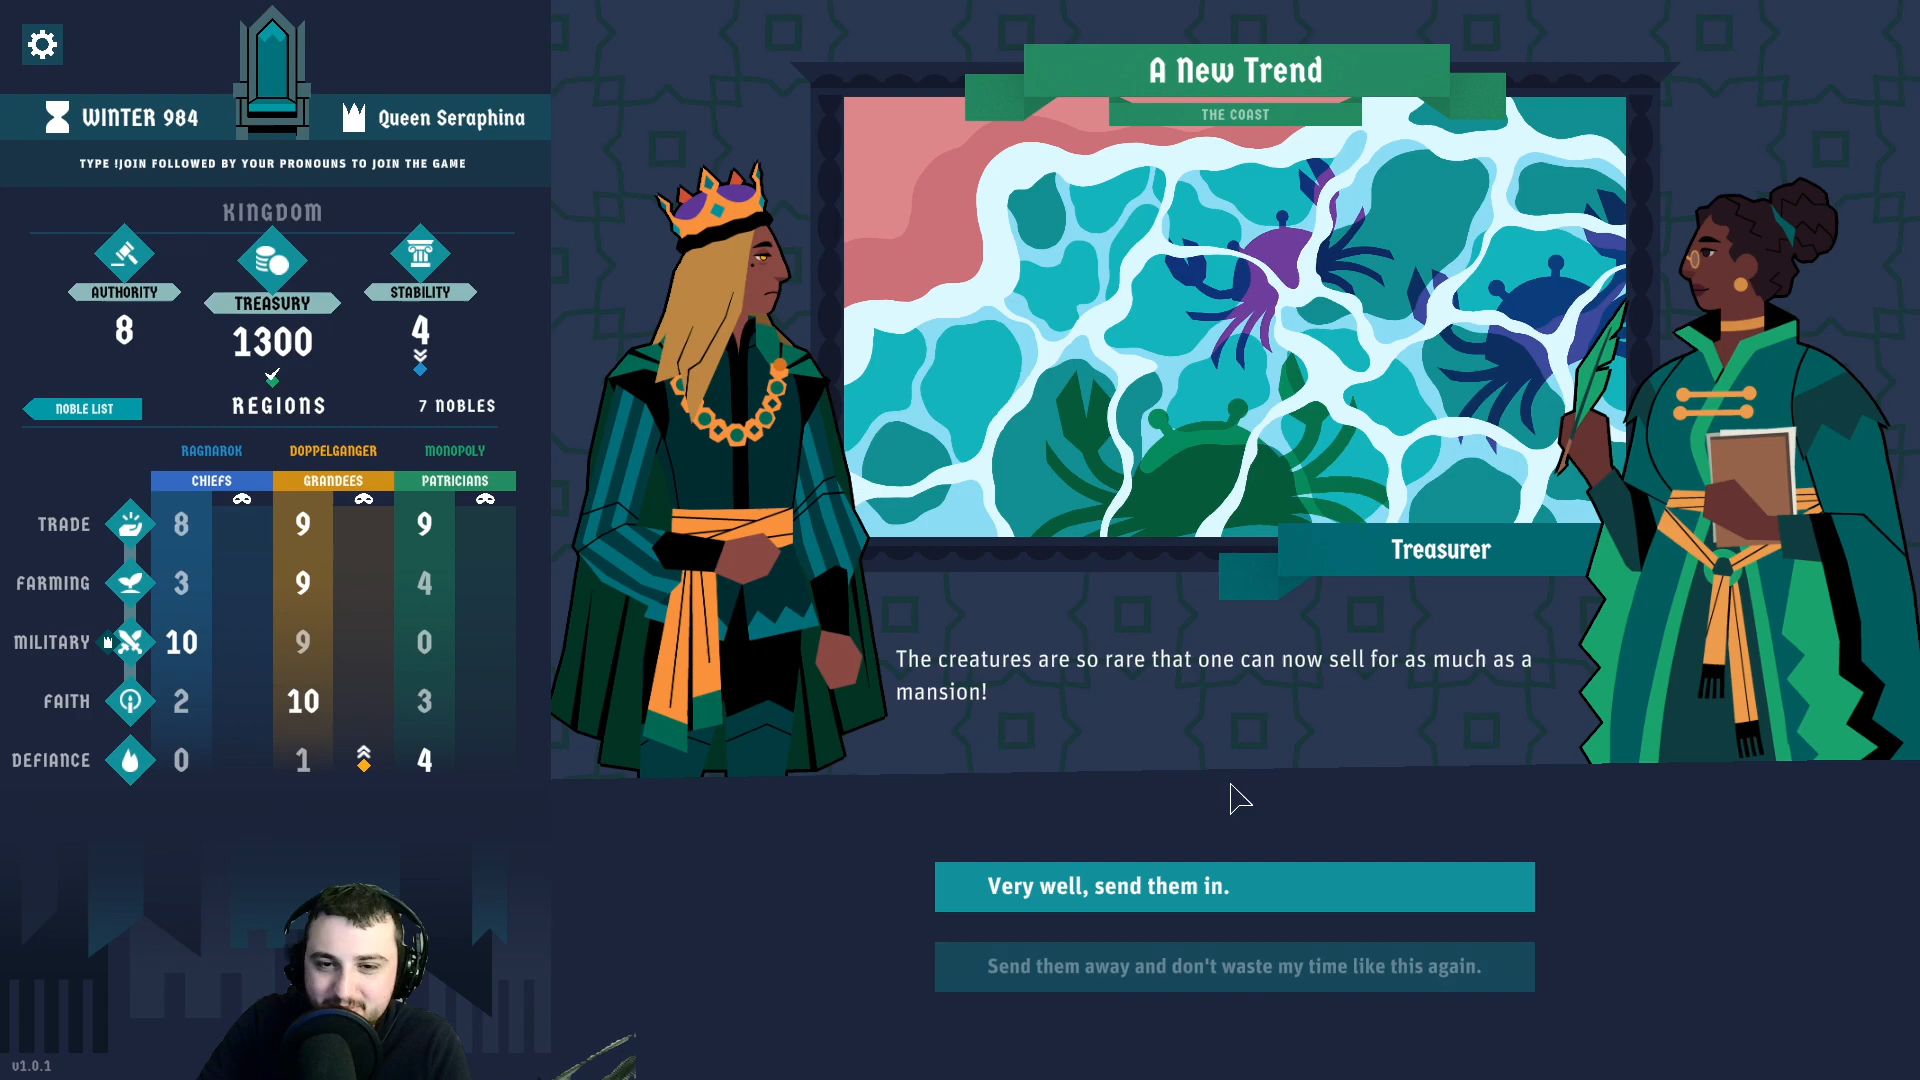 WINTER 984
Queen Seraphina
TYPE !JOIN FOLLOWED BY YOUR PRONOUNS TO JOIN THE GAME
KINGDOM
AUTHORITY
TREASURY
STABILITY
8
1300
4
NOBLE LIST
REGIONS
7 NOBLES
RAGNAROK
DOPPELGANGER
MONOPOLY
CHIEFS
GRANDEES
PATRICIANS
TRADE
8
9
9
FARMING
3
9
4
MILITARY
10
9
0
FAITH
2
10
3
DEFIANCE
0
1
4
v1.0.1
A New Trend
THE COAST
Treasurer
The creatures are so rare that one can now sell for as much as a
mansion!
Very well, send them in.
Send them away and don't waste my time like this again.